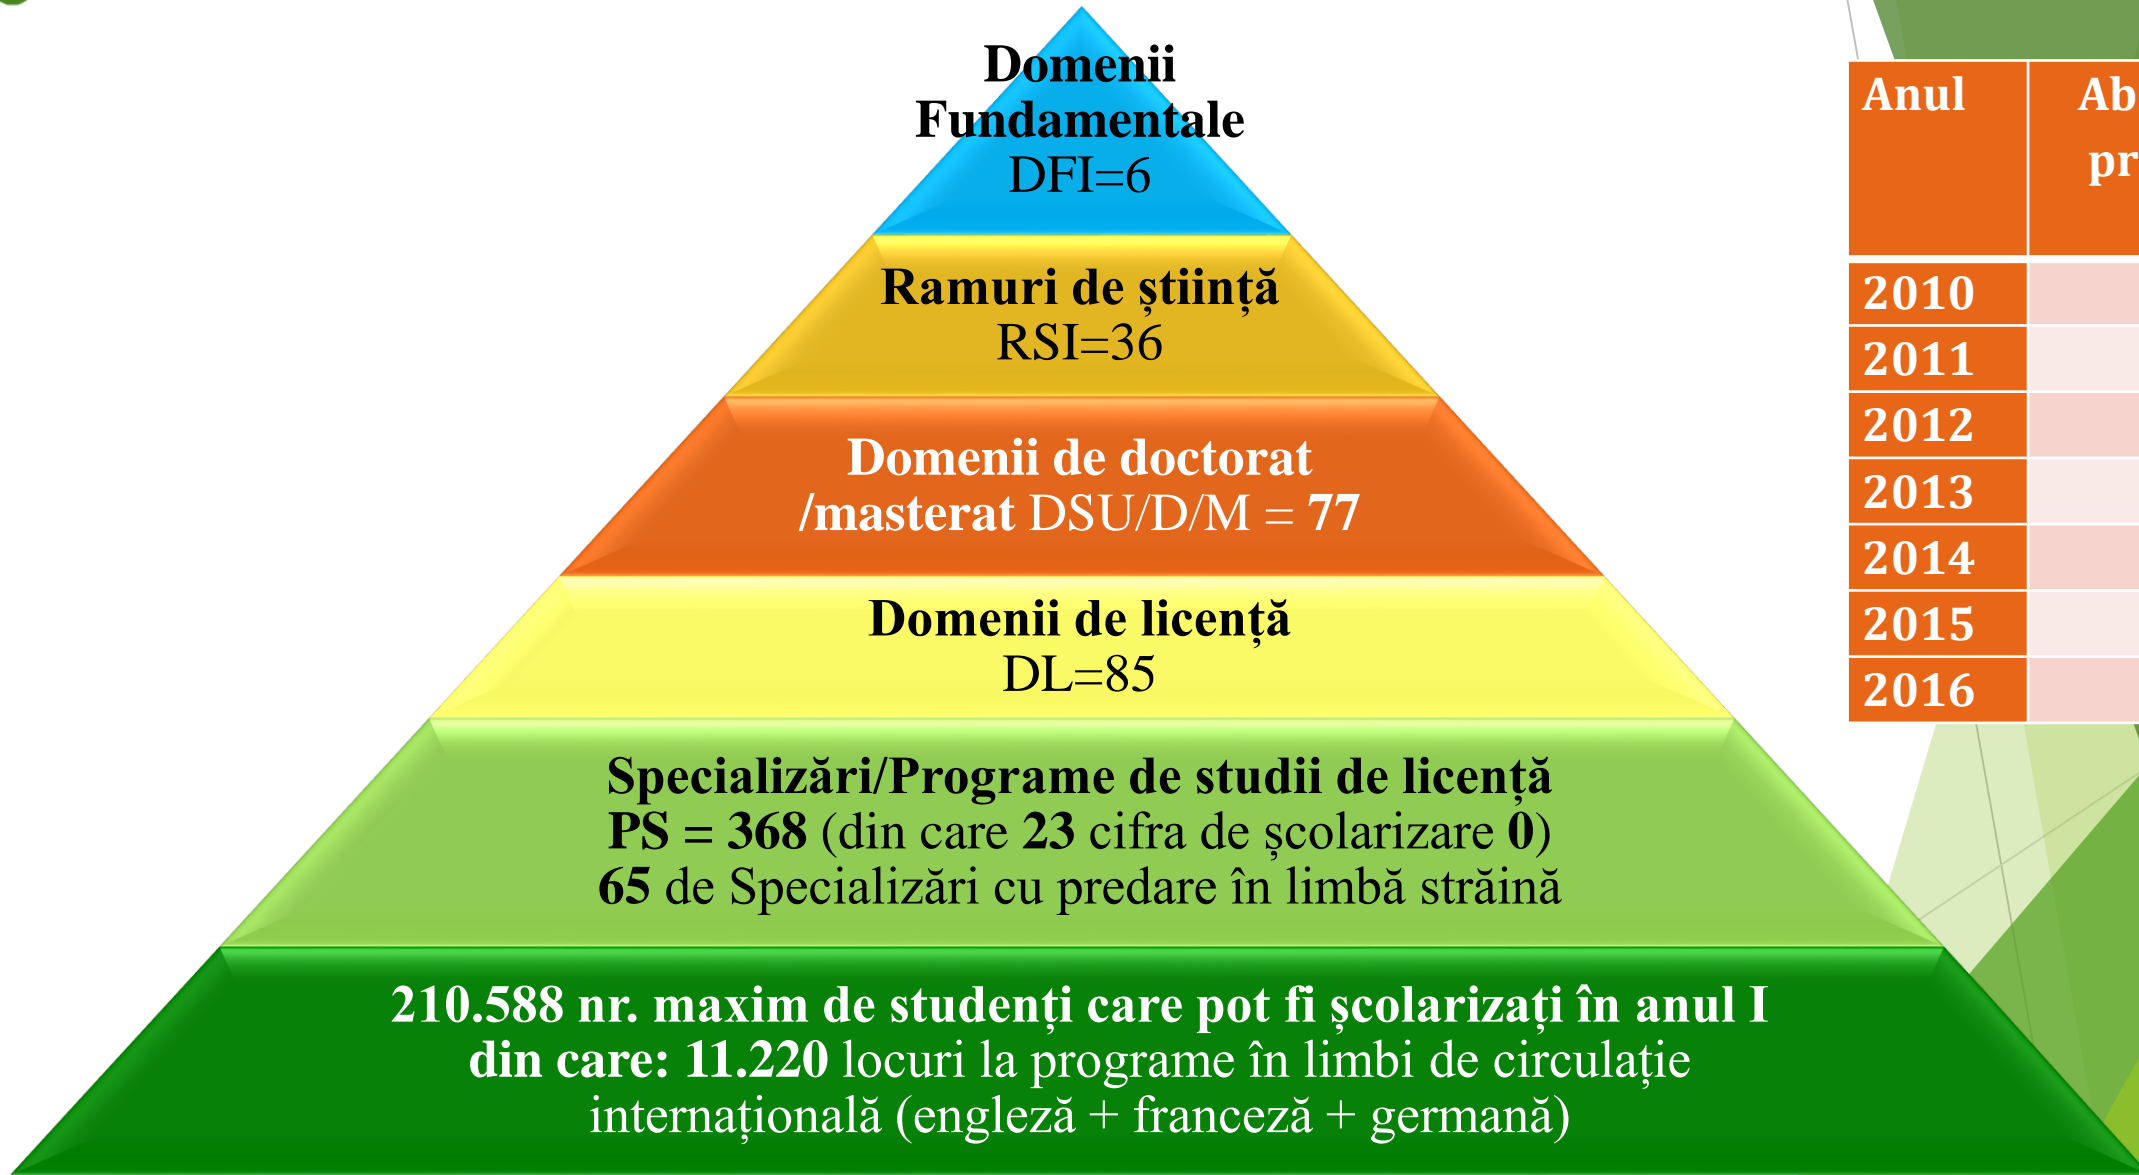 Domenii
Fundamentale
DFI=6
Ramuri de știință
RSI=36
Domenii de doctorat
/masterat DSU/D/M = 77
Domenii de licență
DL=85
Specializări/Programe de studii de licență
PS = 368 (din care 23 cifra de școlarizare 0)
65 de Specializări cu predare în limbă străină
210.588 nr. maxim de studenți care pot fi școlarizați în anul I
din care: 11.220 locuri la programe în limbi de circulație
internațională (engleză + franceză + germană)
Anul
2010
2011
2012
2013
2014
2015
2016